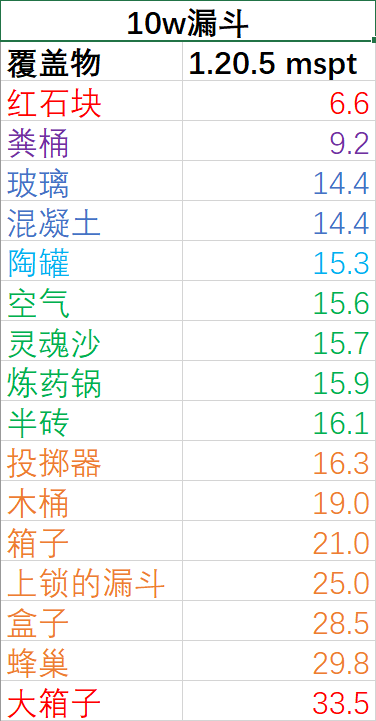 10w漏斗
覆盖物 1.20.5 mspt
红石块 6.6
粪桶 9.2
玻璃 14.4
混凝土 14.4
陶罐 15.3
空气 15.6
灵魂沙 15.7
炼药锅 15.9
半砖 16.1
投掷器 16.3
木桶 19.0
箱子 21.0
上锁的漏斗 25.0
盒子 28.5
蜂巢 29.8
大箱子 33.5